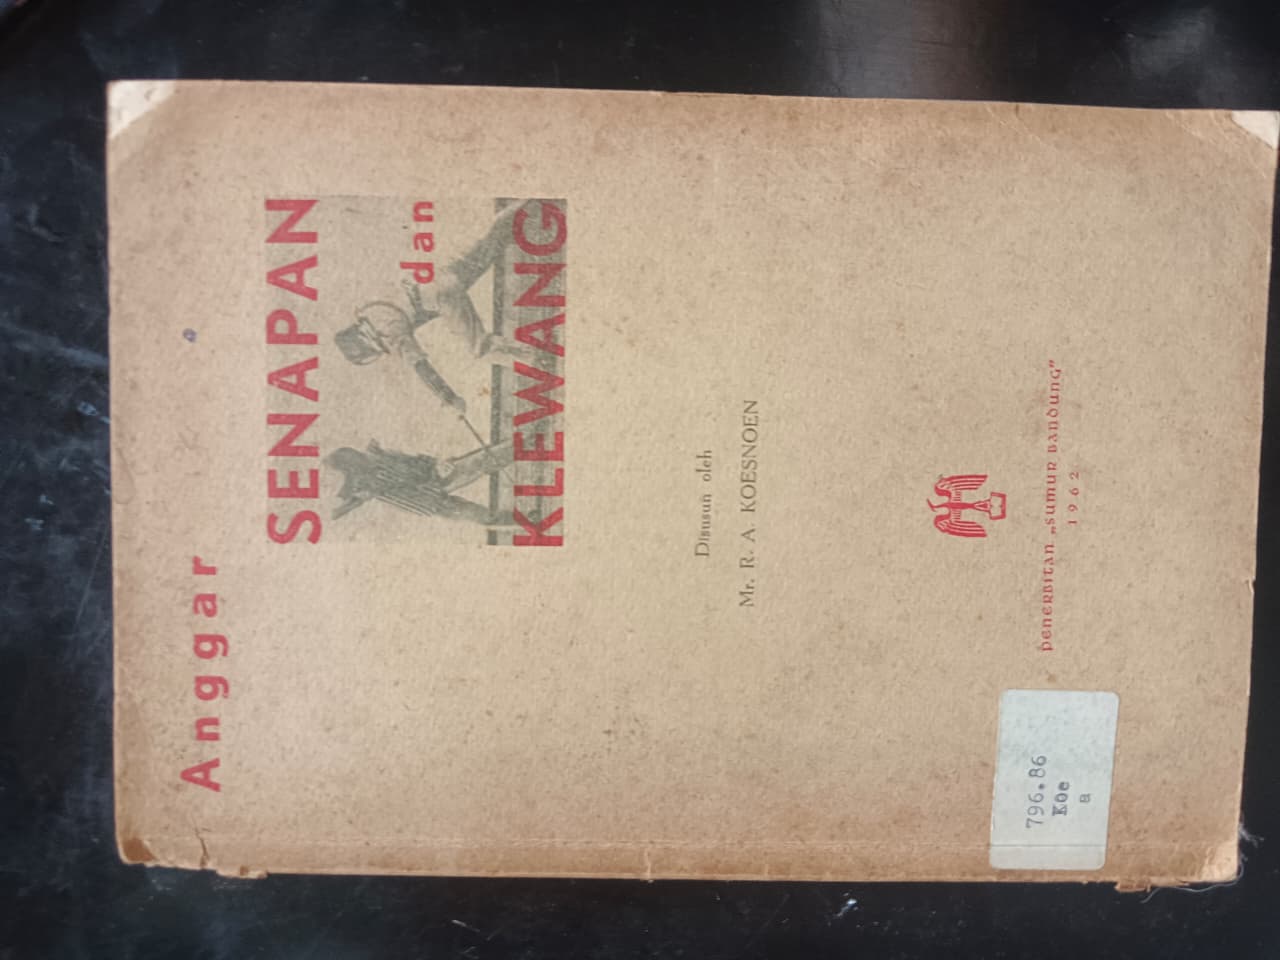 Anggar
SENAPAN
dan
KLEWANG
Disusun oleh
Mr. R. A. KOESNOEN
penerbitan „sumur bandung"
1962
796.86
Koe
a